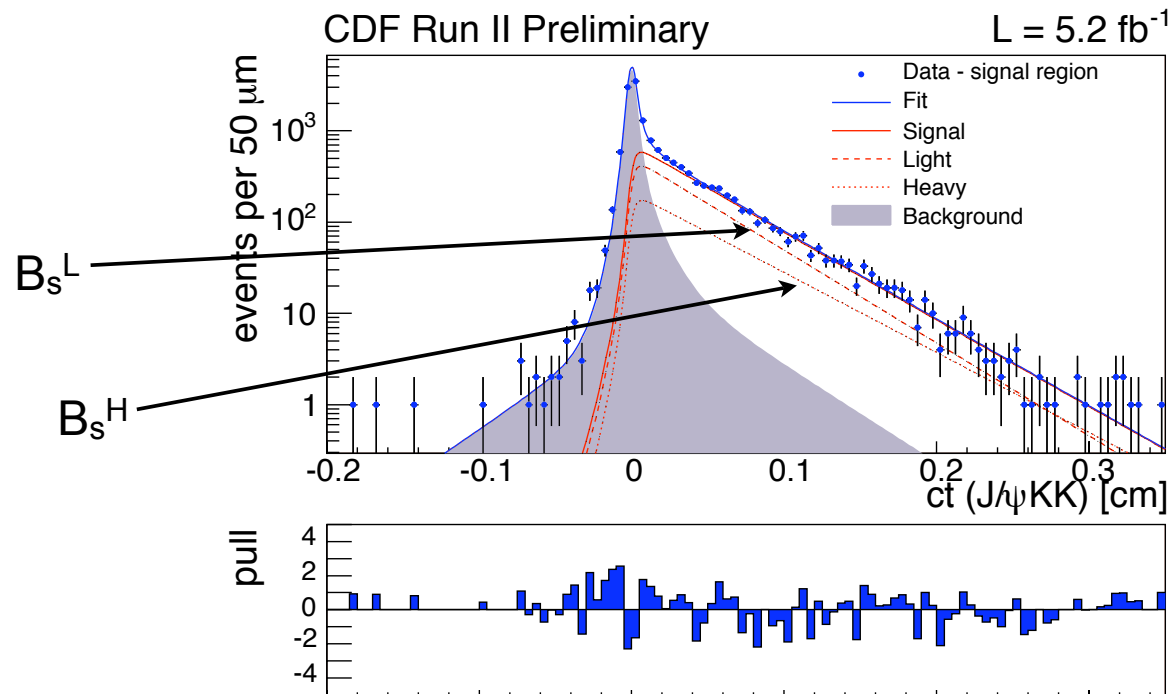 CDF Run II Preliminary
L = 5.2 fb⁻¹
events per 50 μm
10³
10²
10
1
Data - signal region
Fit
Signal
Light
Heavy
Background
Bₛᴸ
Bₛᴴ
-0.2
-0.1
0
0.1
0.2
0.3
ct (J/ψKK) [cm]
pull
4
2
0
-2
-4